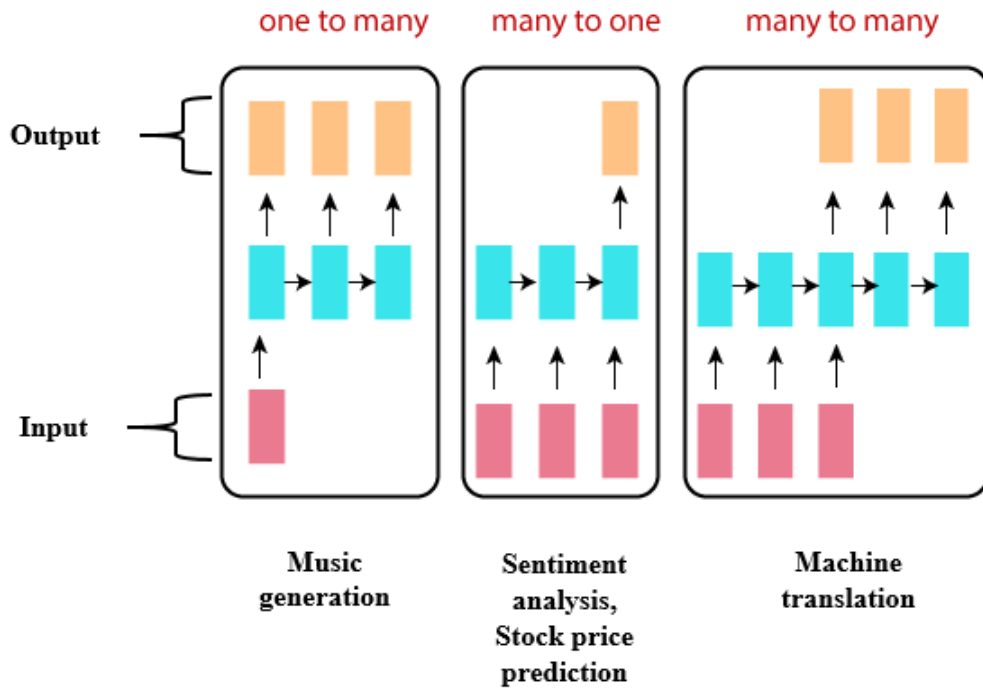 one to many
many to one
many to many
Output
Input
Music
generation
Sentiment
analysis,
Stock price
prediction
Machine
translation